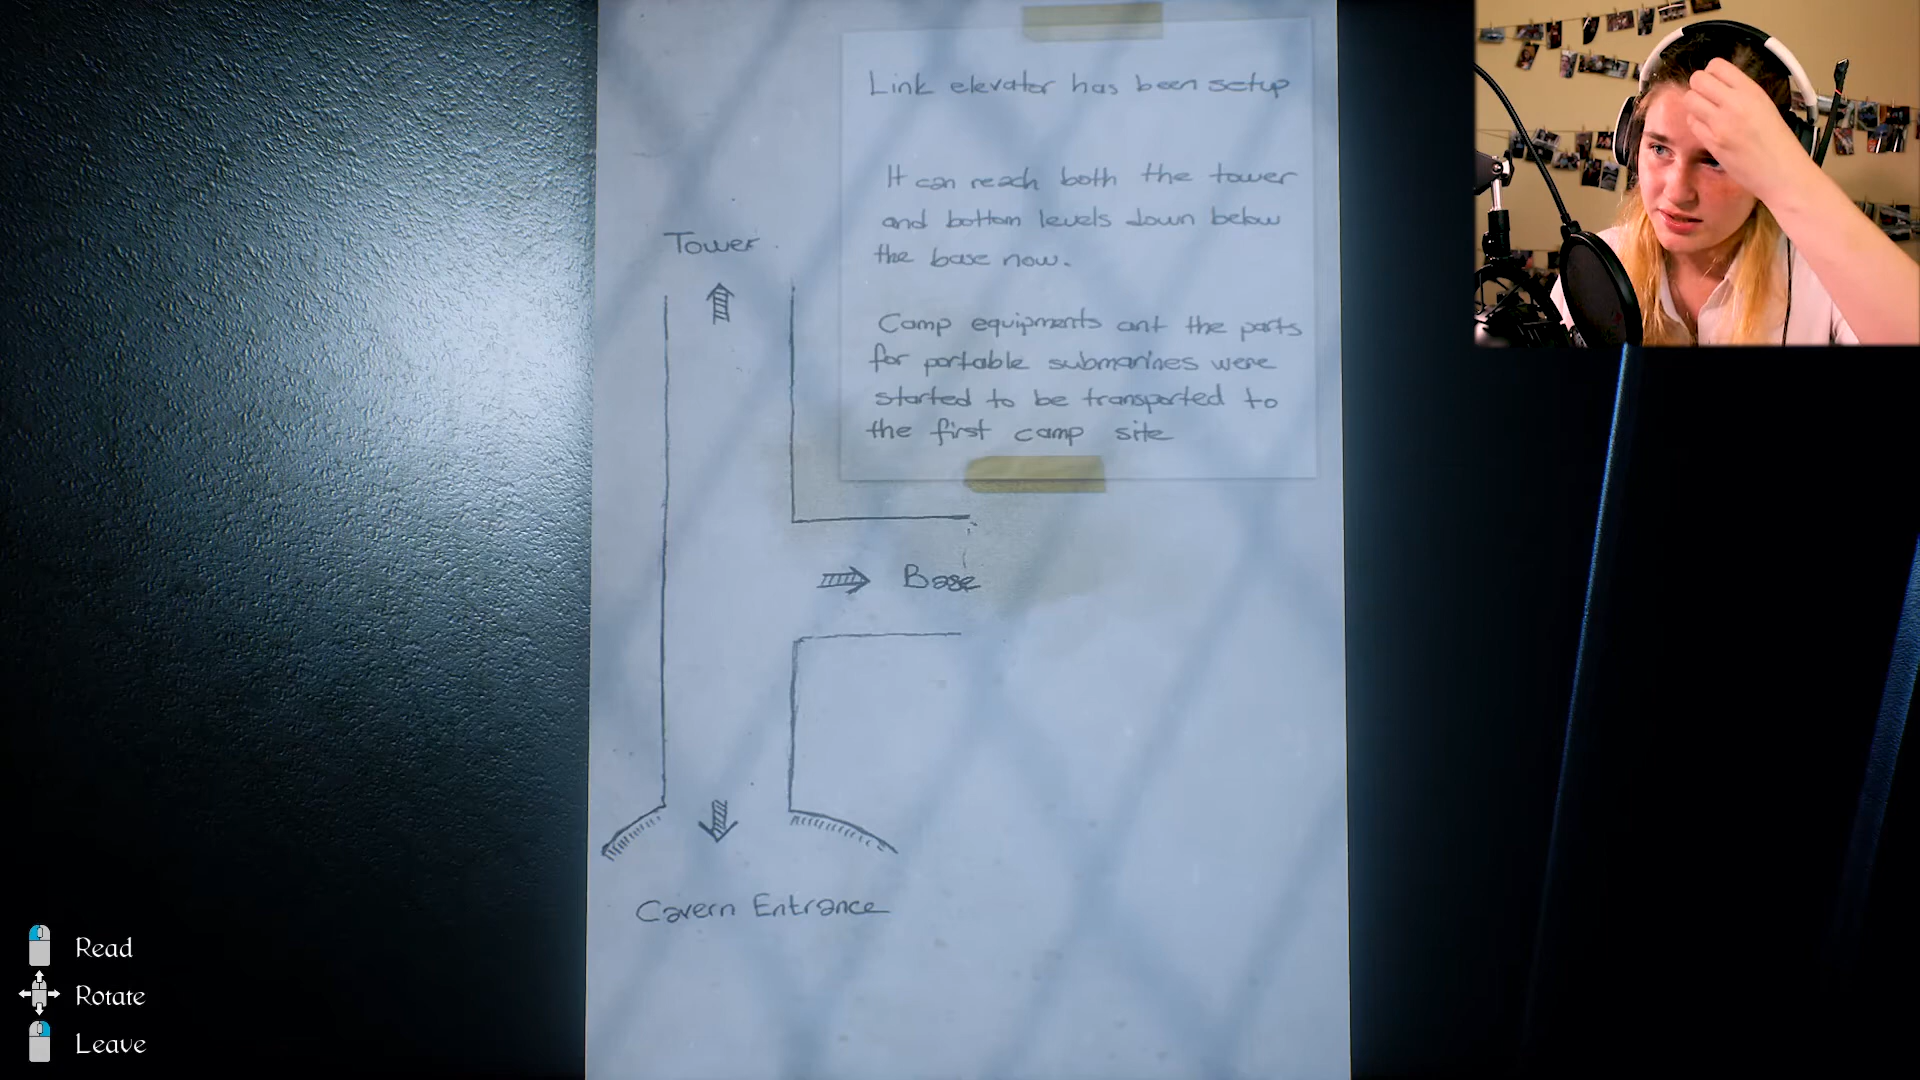 Link elevator has been setup
It can reach both the tower
and bottom levels down below
the base now.
Camp equipments ant the parts
for portable submarines were
started to be transported to
the first camp site
Tower
Base
Cavern Entrance
Read
Rotate
Leave